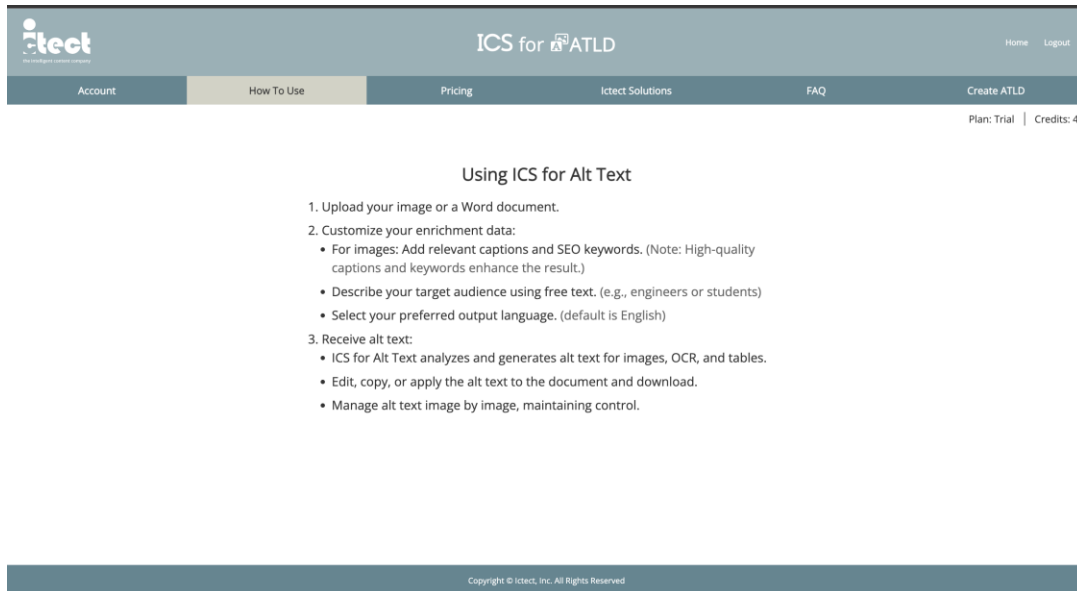 ictect
the intelligent content company
ICS for ATLD
Home Logout
Account How To Use Pricing Ictect Solutions FAQ Create ATLD
Plan: Trial | Credits: 4
Using ICS for Alt Text
1. Upload your image or a Word document.
2. Customize your enrichment data:
• For images: Add relevant captions and SEO keywords. (Note: High-quality
captions and keywords enhance the result.)
• Describe your target audience using free text. (e.g., engineers or students)
• Select your preferred output language. (default is English)
3. Receive alt text:
• ICS for Alt Text analyzes and generates alt text for images, OCR, and tables.
• Edit, copy, or apply the alt text to the document and download.
• Manage alt text image by image, maintaining control.
Copyright © Ictect, Inc. All Rights Reserved